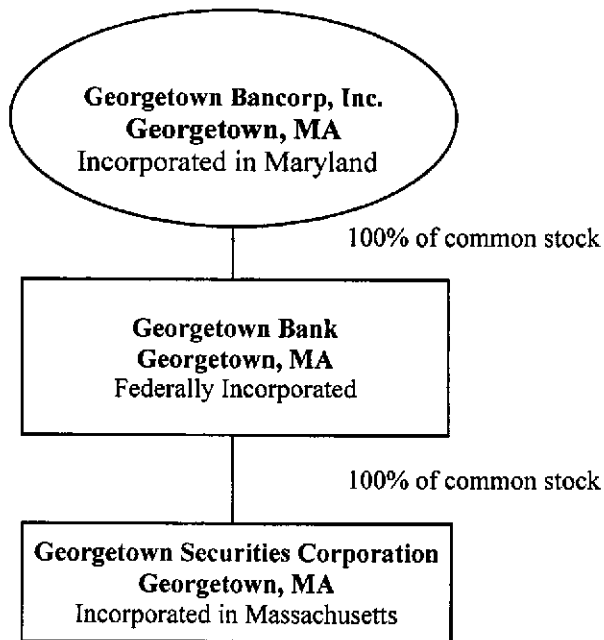 Georgetown Bancorp, Inc.
Georgetown, MA
Incorporated in Maryland
100% of common stock
Georgetown Bank
Georgetown, MA
Federally Incorporated
100% of common stock
Georgetown Securities Corporation
Georgetown, MA
Incorporated in Massachusetts